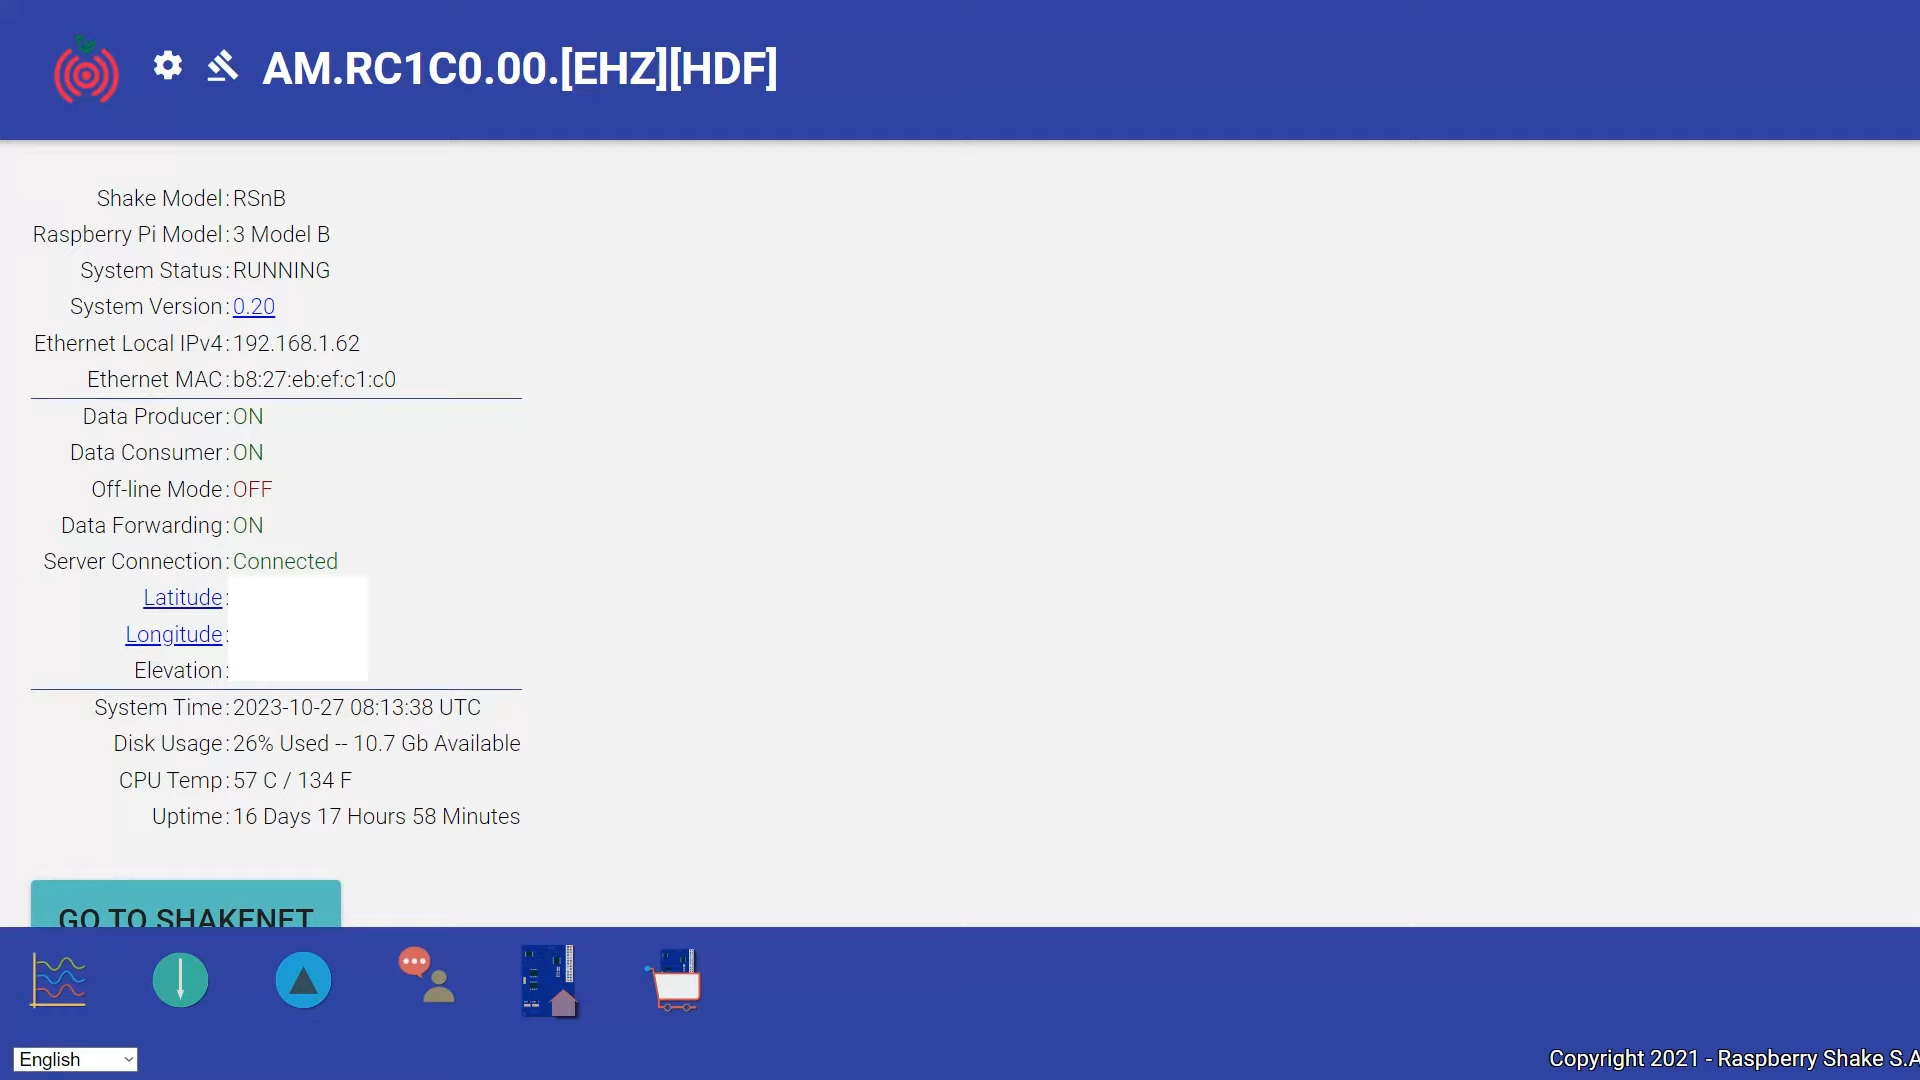 AM.RC1C0.00.[EHZ][HDF]
Shake Model: RSnB
Raspberry Pi Model: 3 Model B
System Status: RUNNING
System Version: 0.20
Ethernet Local IPv4: 192.168.1.62
Ethernet MAC: b8:27:eb:ef:c1:c0
Data Producer: ON
Data Consumer: ON
Off-line Mode: OFF
Data Forwarding: ON
Server Connection: Connected
Latitude:
Longitude:
Elevation:
System Time: 2023-10-27 08:13:38 UTC
Disk Usage: 26% Used -- 10.7 Gb Available
CPU Temp: 57 C / 134 F
Uptime: 16 Days 17 Hours 58 Minutes
GO TO SHAKENET
English
Copyright 2021 - Raspberry Shake S.A